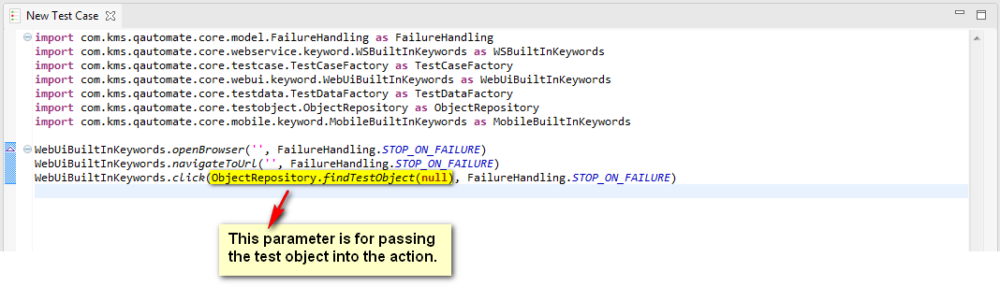 New Test Case
import com.kms.qautomate.core.model.FailureHandling as FailureHandling
import com.kms.qautomate.core.webservice.keyword.WSBuiltInKeywords as WSBuiltInKeywords
import com.kms.qautomate.core.testcase.TestCaseFactory as TestCaseFactory
import com.kms.qautomate.core.webui.keyword.WebUiBuiltInKeywords as WebUiBuiltInKeywords
import com.kms.qautomate.core.testdata.TestDataFactory as TestDataFactory
import com.kms.qautomate.core.testobject.ObjectRepository as ObjectRepository
import com.kms.qautomate.core.mobile.keyword.MobileBuiltInKeywords as MobileBuiltInKeywords
WebUiBuiltInKeywords.openBrowser('', FailureHandling.STOP_ON_FAILURE)
WebUiBuiltInKeywords.navigateToUrl('', FailureHandling.STOP_ON_FAILURE)
WebUiBuiltInKeywords.click(ObjectRepository.findTestObject(null), FailureHandling.STOP_ON_FAILURE)
This parameter is for passing
the test object into the action.